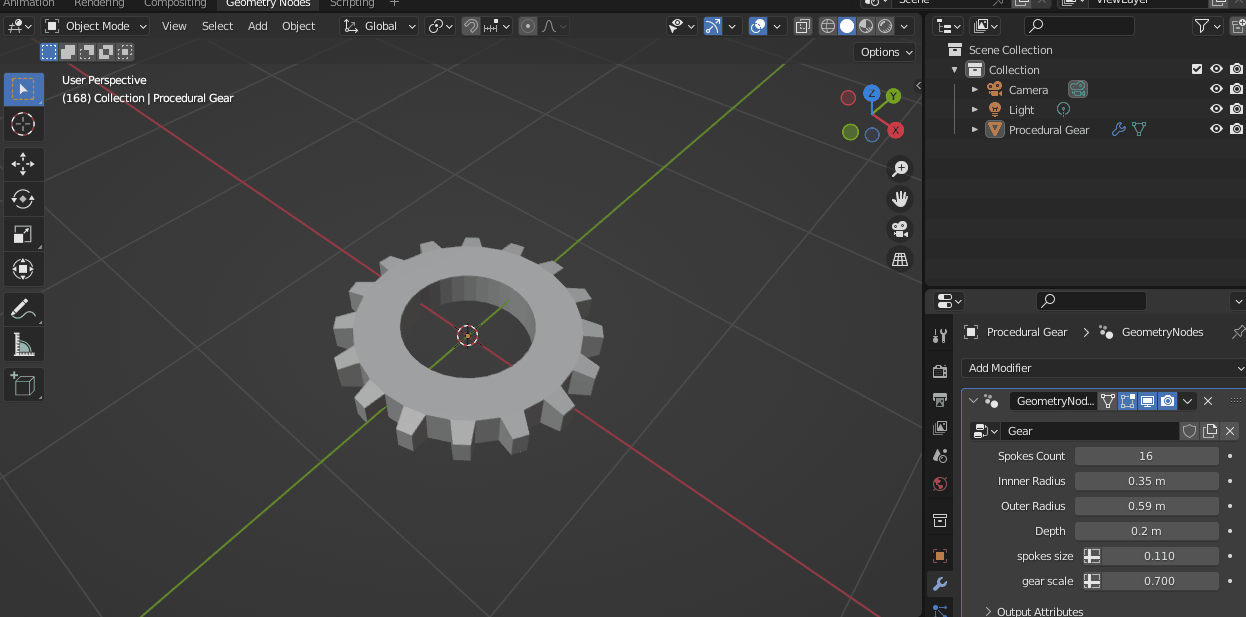 Animation Rendering Compositing Geometry Nodes Scripting + Scene ViewLayer
Object Mode View Select Add Object Global
Options
User Perspective
(168) Collection | Procedural Gear
Z
Y
X
Scene Collection
Collection
Camera
Light
Procedural Gear
Procedural Gear > GeometryNodes
Add Modifier
GeometryNod...
Gear
Spokes Count 16
Innner Radius 0.35 m
Outer Radius 0.59 m
Depth 0.2 m
spokes size 0.110
gear scale 0.700
Output Attributes